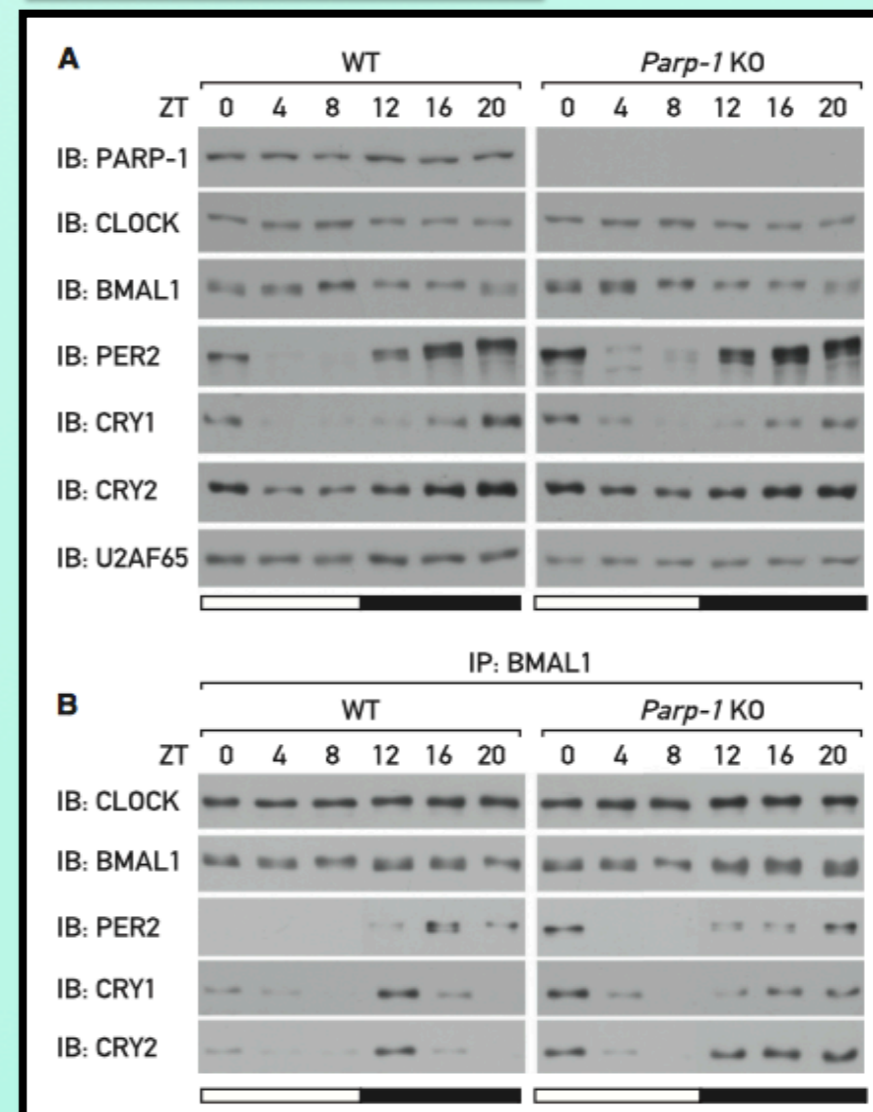 A
WT Parp-1 KO
ZT 0 4 8 12 16 20 0 4 8 12 16 20
IB: PARP-1
IB: CLOCK
IB: BMAL1
IB: PER2
IB: CRY1
IB: CRY2
IB: U2AF65
IP: BMAL1
B
WT Parp-1 KO
ZT 0 4 8 12 16 20 0 4 8 12 16 20
IB: CLOCK
IB: BMAL1
IB: PER2
IB: CRY1
IB: CRY2